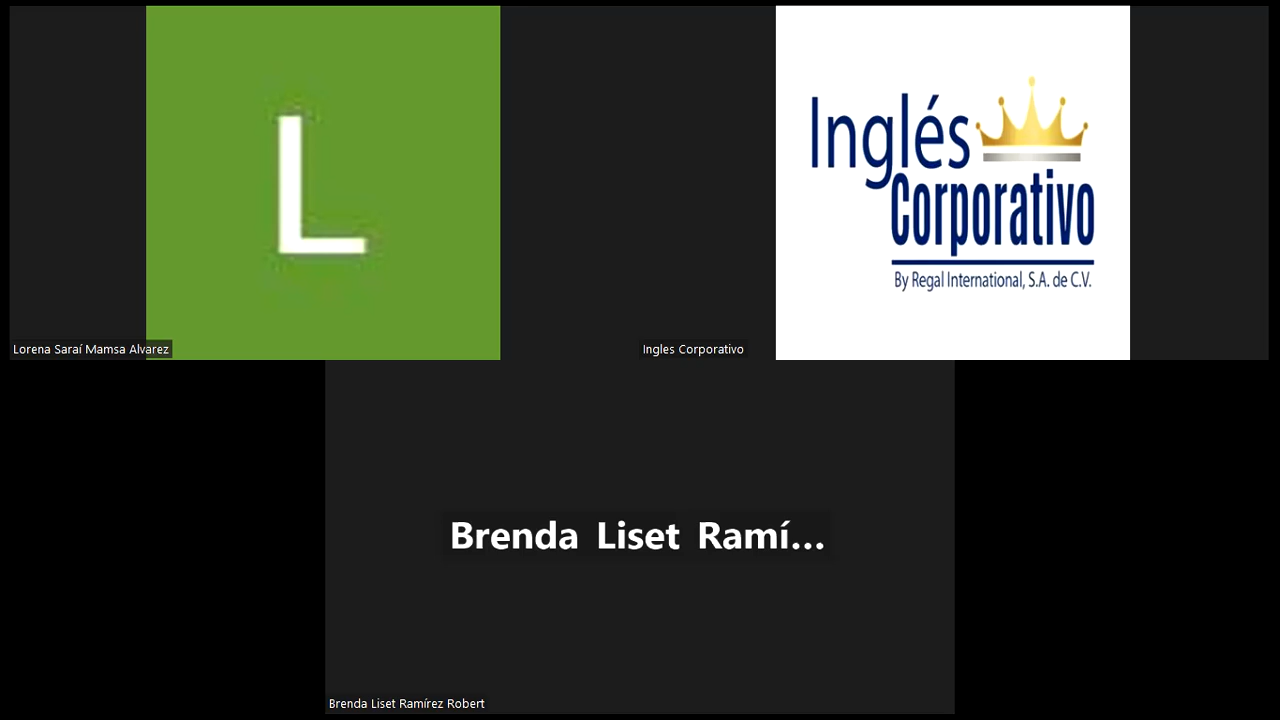 L
Inglés
Corporativo
By Regal International, S.A. de C.V.
Lorena Saraí Mamsa Alvarez
Ingles Corporativo
Brenda Liset Ramí...
Brenda Liset Ramírez Robert